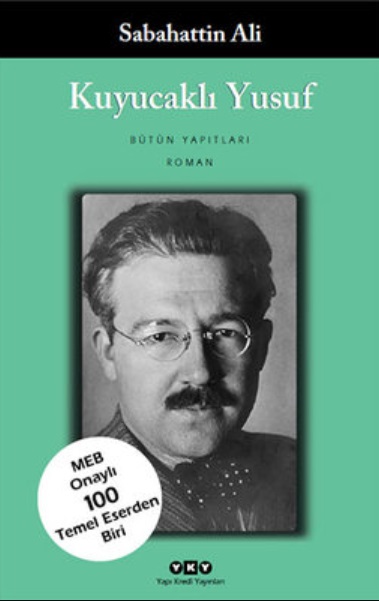 Sabahattin Ali
Kuyucaklı Yusuf
BÜTÜN YAPITLARI
ROMAN
MEB
Onaylı
100
Temel Eserden
Biri
YKY
Yapı Kredi Yayınları